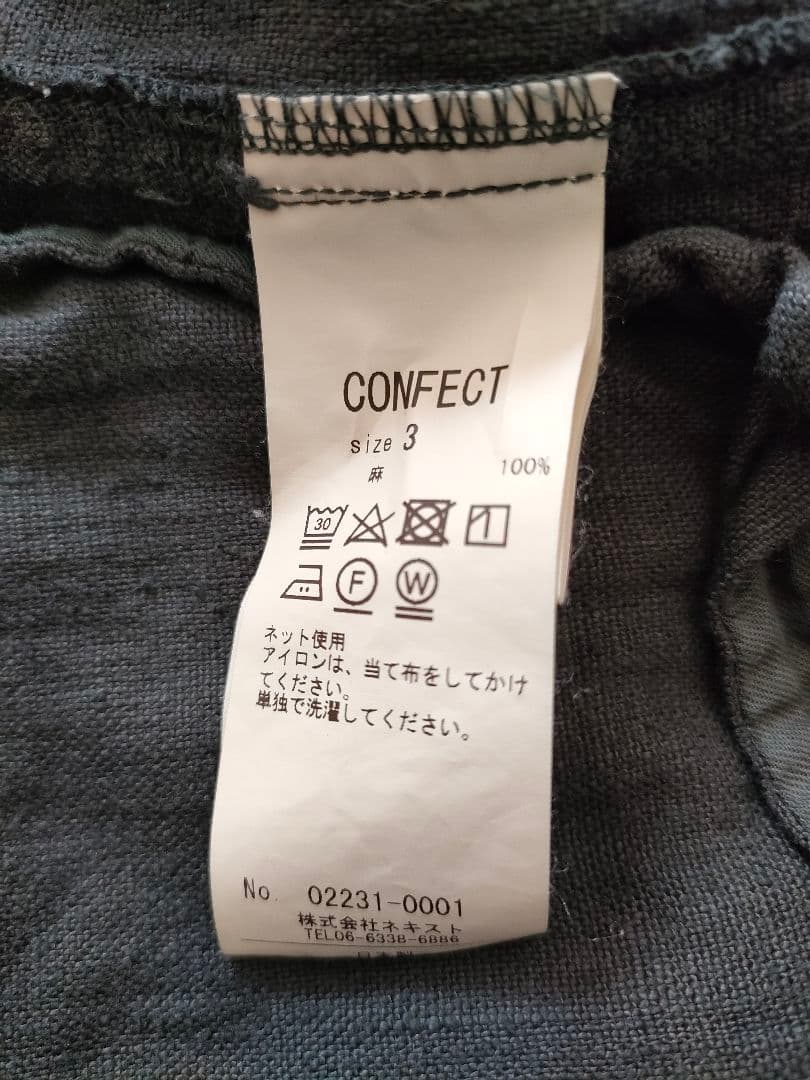 CONFECT
size 3
麻 100%
30
F W
ネット使用
アイロンは、当て布をしてかけ
てください。
単独で洗濯してください。
No. 02231-0001
株式会社ネキスト
TEL06-6338-6886